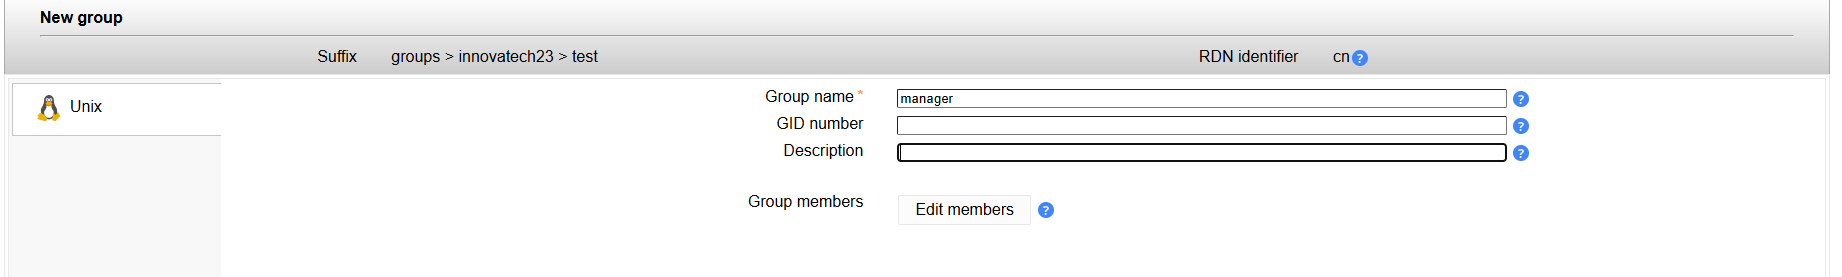 New group
Suffix groups > innovatech23 > test RDN identifier cn ?
Unix
Group name * manager ?
GID number ?
Description ?
Group members Edit members ?